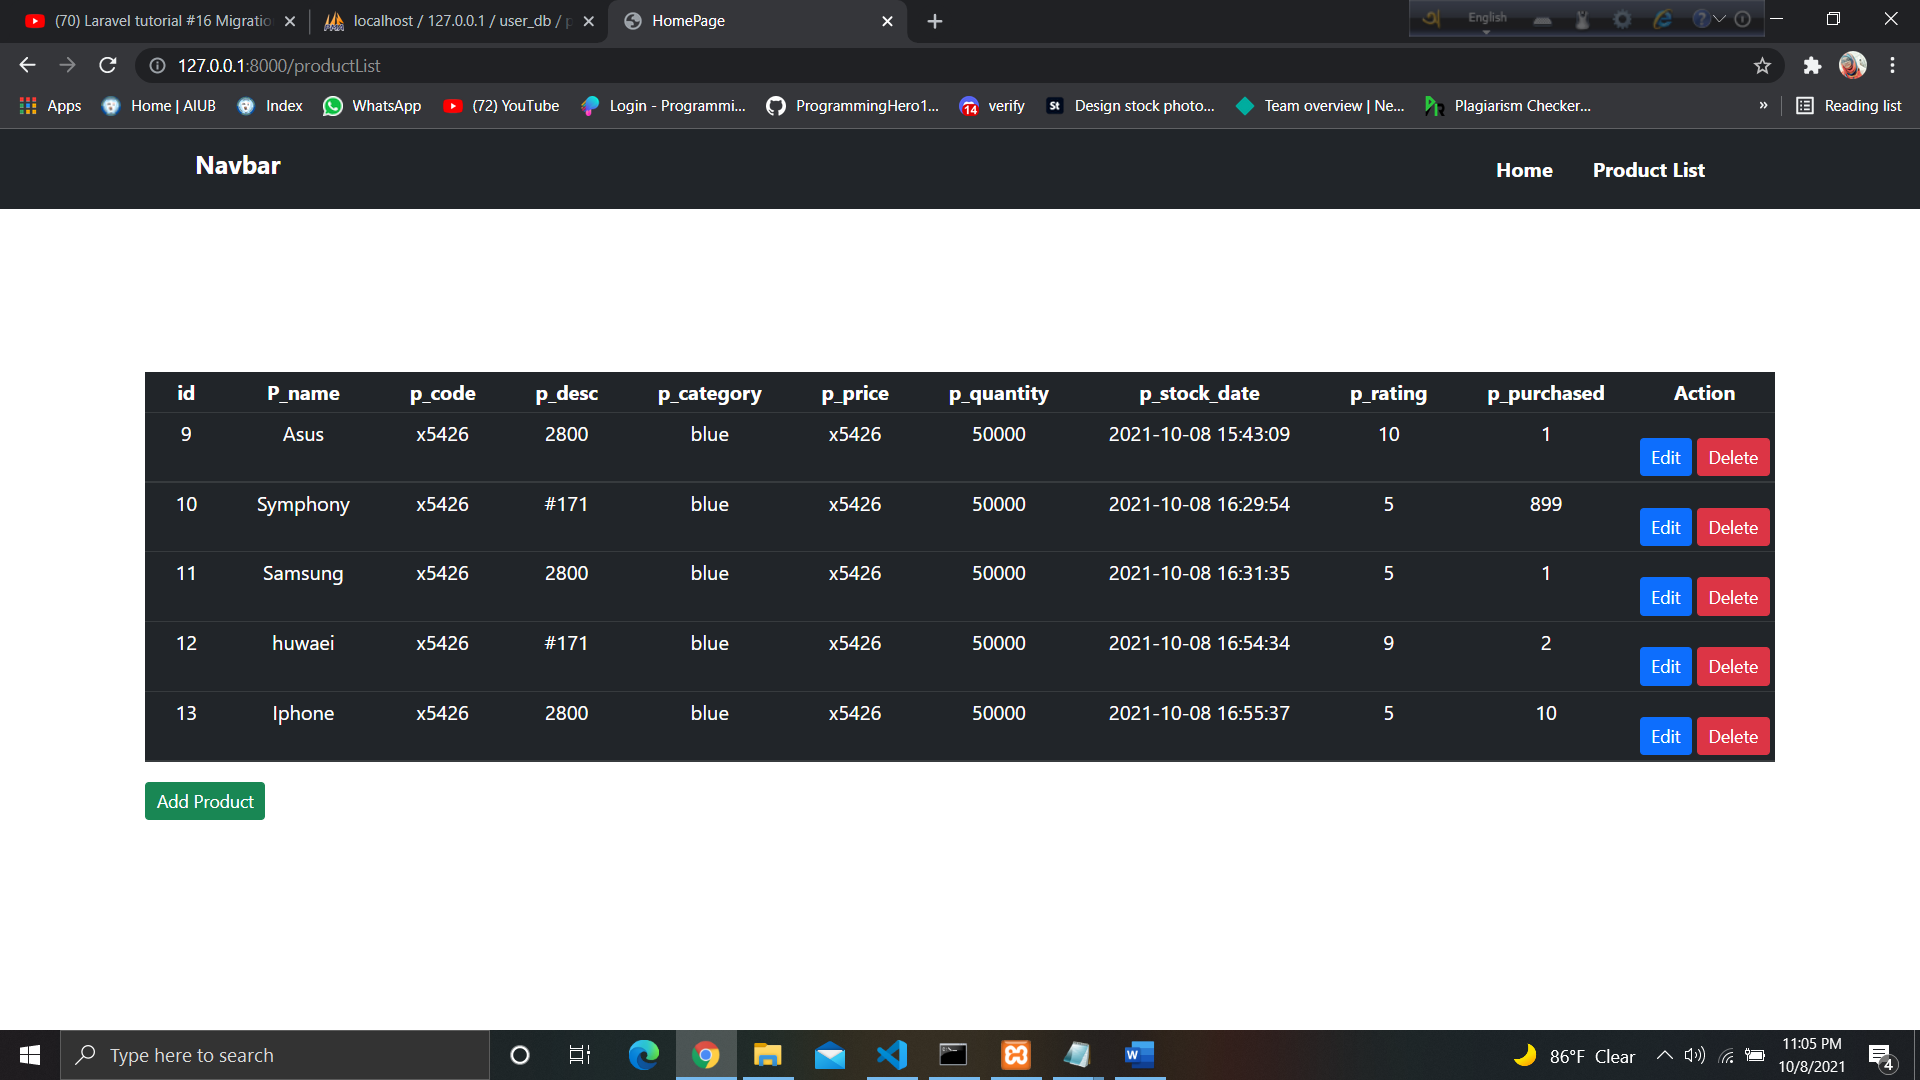 (70) Laravel tutorial #16 Migratio
localhost / 127.0.0.1 / user_db / p
HomePage
English
127.0.0.1:8000/productList
Apps Home | AIUB Index WhatsApp (72) YouTube Login - Programmi... ProgrammingHero1... 14 verify St Design stock photo... Team overview | Ne... Plagiarism Checker... » Reading list
Navbar Home Product List
id P_name p_code p_desc p_category p_price p_quantity p_stock_date p_rating p_purchased Action
9 Asus x5426 2800 blue x5426 50000 2021-10-08 15:43:09 10 1 Edit Delete
10 Symphony x5426 #171 blue x5426 50000 2021-10-08 16:29:54 5 899 Edit Delete
11 Samsung x5426 2800 blue x5426 50000 2021-10-08 16:31:35 5 1 Edit Delete
12 huwaei x5426 #171 blue x5426 50000 2021-10-08 16:54:34 9 2 Edit Delete
13 Iphone x5426 2800 blue x5426 50000 2021-10-08 16:55:37 5 10 Edit Delete
Add Product
Type here to search
86°F Clear
11:05 PM
10/8/2021
4